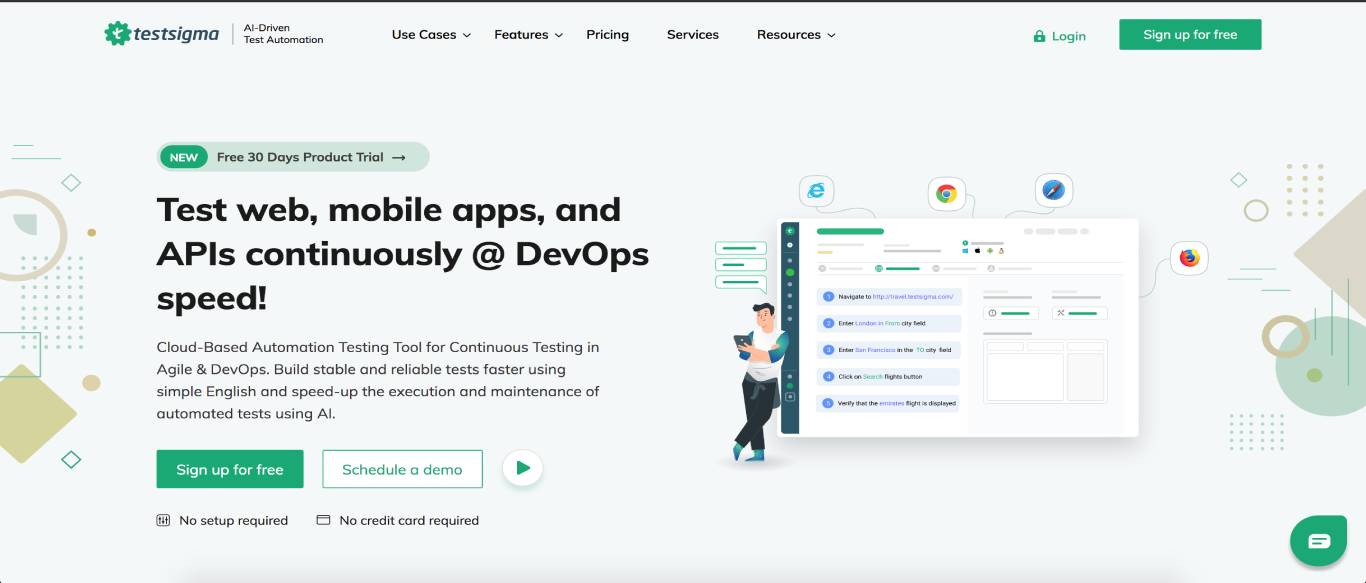 testsigma
AI-Driven
Test Automation
Use Cases
Features
Pricing
Services
Resources
Login
Sign up for free
NEW Free 30 Days Product Trial →
Test web, mobile apps, and
APIs continuously @ DevOps
speed!
Cloud-Based Automation Testing Tool for Continuous Testing in
Agile & DevOps. Build stable and reliable tests faster using
simple English and speed-up the execution and maintenance of
automated tests using AI.
Sign up for free
Schedule a demo
No setup required
No credit card required
1 Navigate to http://travel.testsigma.com/
2 Enter London in From city field
3 Enter San Francisco in the TO city field
4 Click on Search flights button
5 Verify that the emirates flight is displayed